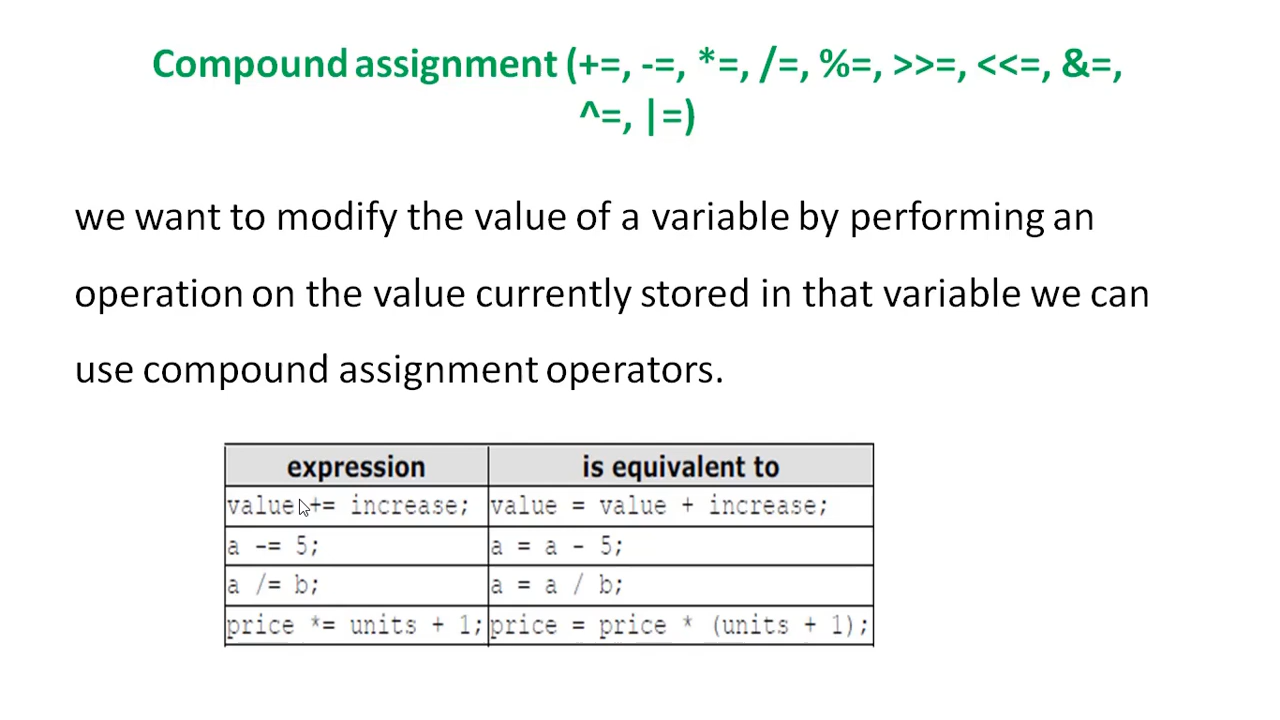 Compound assignment (+=, -=, *=, /=, %=, >>=, <<=, &=,
^=, |=)
we want to modify the value of a variable by performing an
operation on the value currently stored in that variable we can
use compound assignment operators.
expression is equivalent to
value += increase; value = value + increase;
a -= 5; a = a - 5;
a /= b; a = a / b;
price *= units + 1; price = price * (units + 1);